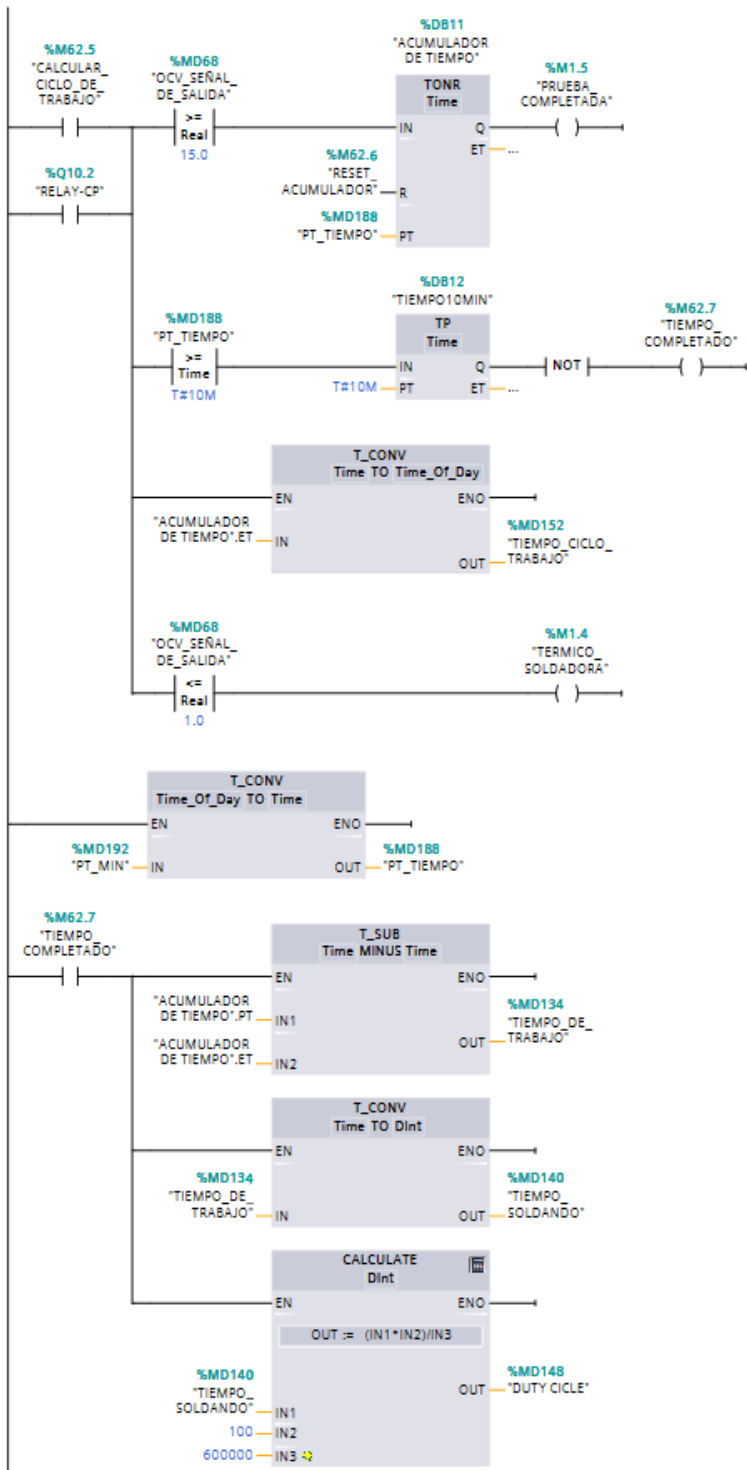 %DB11
"ACUMULADOR
DE TIEMPO"
%M62.5
"CALCULAR_
CICLO_DE_
TRABAJO"
%MD68
"OCV_SEÑAL_
DE_SALIDA"
>=
Real
15.0
TONR
Time
IN
Q
ET
...
%M1.5
"PRUEBA_
COMPLETADA"
%M62.6
"RESET_
ACUMULADOR"
R
%MD188
"PT_TIEMPO"
PT
%Q10.2
"RELAY-CP"
%DB12
"TIEMPO10MIN"
%MD188
"PT_TIEMPO"
>=
Time
T#10M
TP
Time
IN
Q
T#10M
PT
ET
...
NOT
%M62.7
"TIEMPO_
COMPLETADO"
T_CONV
Time TO Time_Of_Day
EN
ENO
"ACUMULADOR
DE TIEMPO".ET
IN
OUT
%MD152
"TIEMPO_CICLO_
TRABAJO"
%MD68
"OCV_SEÑAL_
DE_SALIDA"
<=
Real
1.0
%M1.4
"TERMICO_
SOLDADORA"
T_CONV
Time_Of_Day TO Time
EN
ENO
%MD192
"PT_MIN"
IN
OUT
%MD188
"PT_TIEMPO"
%M62.7
"TIEMPO_
COMPLETADO"
T_SUB
Time MINUS Time
EN
ENO
"ACUMULADOR
DE TIEMPO".PT
IN1
"ACUMULADOR
DE TIEMPO".ET
IN2
OUT
%MD134
"TIEMPO_DE_
TRABAJO"
T_CONV
Time TO DInt
EN
ENO
%MD134
"TIEMPO_DE_
TRABAJO"
IN
OUT
%MD140
"TIEMPO_
SOLDANDO"
CALCULATE
DInt
EN
ENO
OUT := (IN1*IN2)/IN3
%MD140
"TIEMPO_
SOLDANDO"
IN1
100
IN2
600000
IN3
OUT
%MD148
"DUTY CICLE"